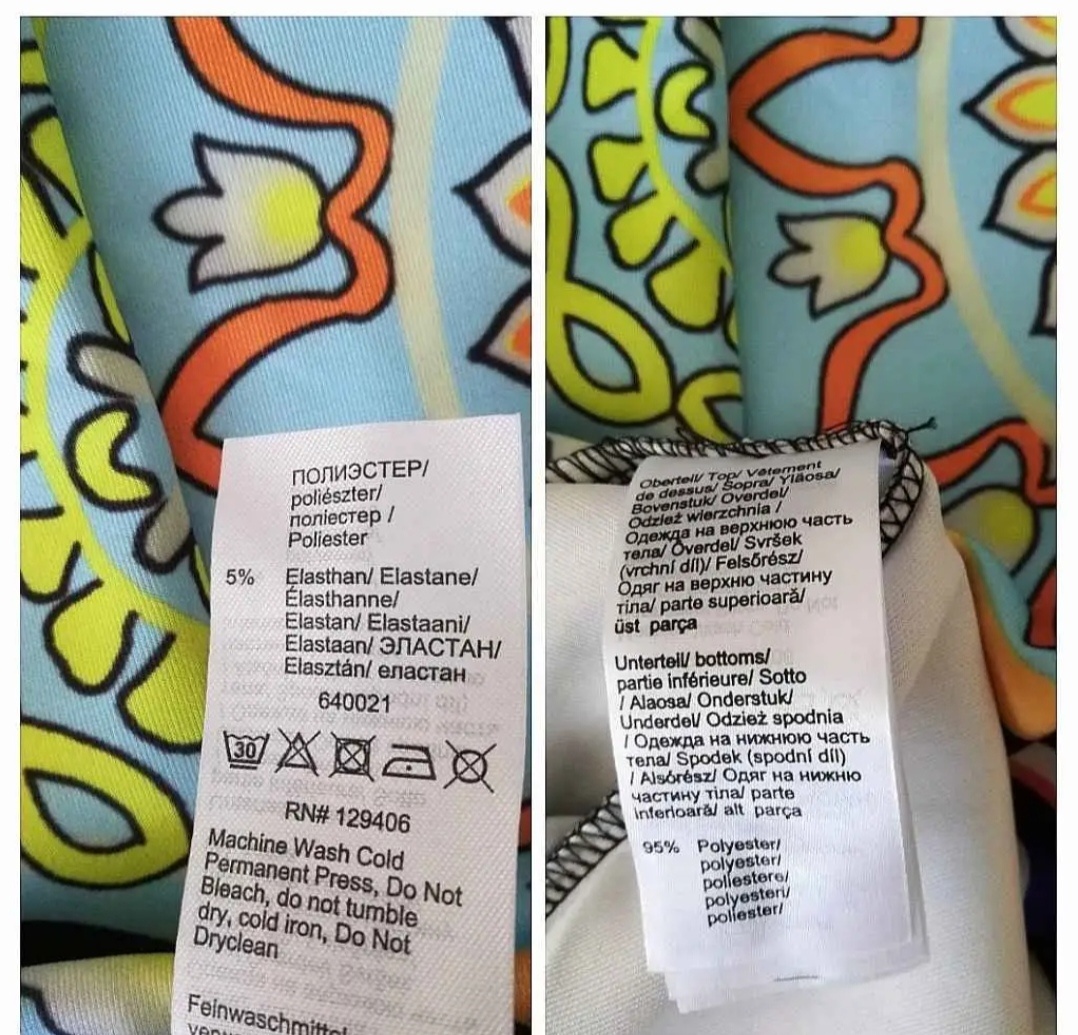 ПОЛИЭСТЕР/
poliészter/
поліестер /
Poliester
5% Elasthan/ Elastane/
Élasthanne/
Elastan/ Elastaani/
Elastaan/ ЭЛАСТАН/
Elasztán/ еластан
640021
30
RN# 129406
Machine Wash Cold
Permanent Press, Do Not
Bleach, do not tumble
dry, cold iron, Do Not
Dryclean
Feinwaschmittel
Oberteil/ Top/ Vêtement
de dessus/ Sopra/ Yläosa/
Bovenstuk/ Overdel/
Odzież wierzchnia /
Одежда на верхнюю часть
тела/ Overdel/ Svršek
(vrchní díl)/ Felsőrész/
Одяг на верхню частину
тіла/ parte superioară/
üst parça
Unterteil/ bottoms/
partie inférieure/ Sotto
/ Alaosa/ Onderstuk/
Underdel/ Odzież spodnia
/ Одежда на нижнюю часть
тела/ Spodek (spodní díl)
/ Alsórész/ Одяг на нижню
частину тіла/ parte
inferioară/ alt parça
95% Polyester/
polyester/
poliestere/
polyesteri/
poliester/